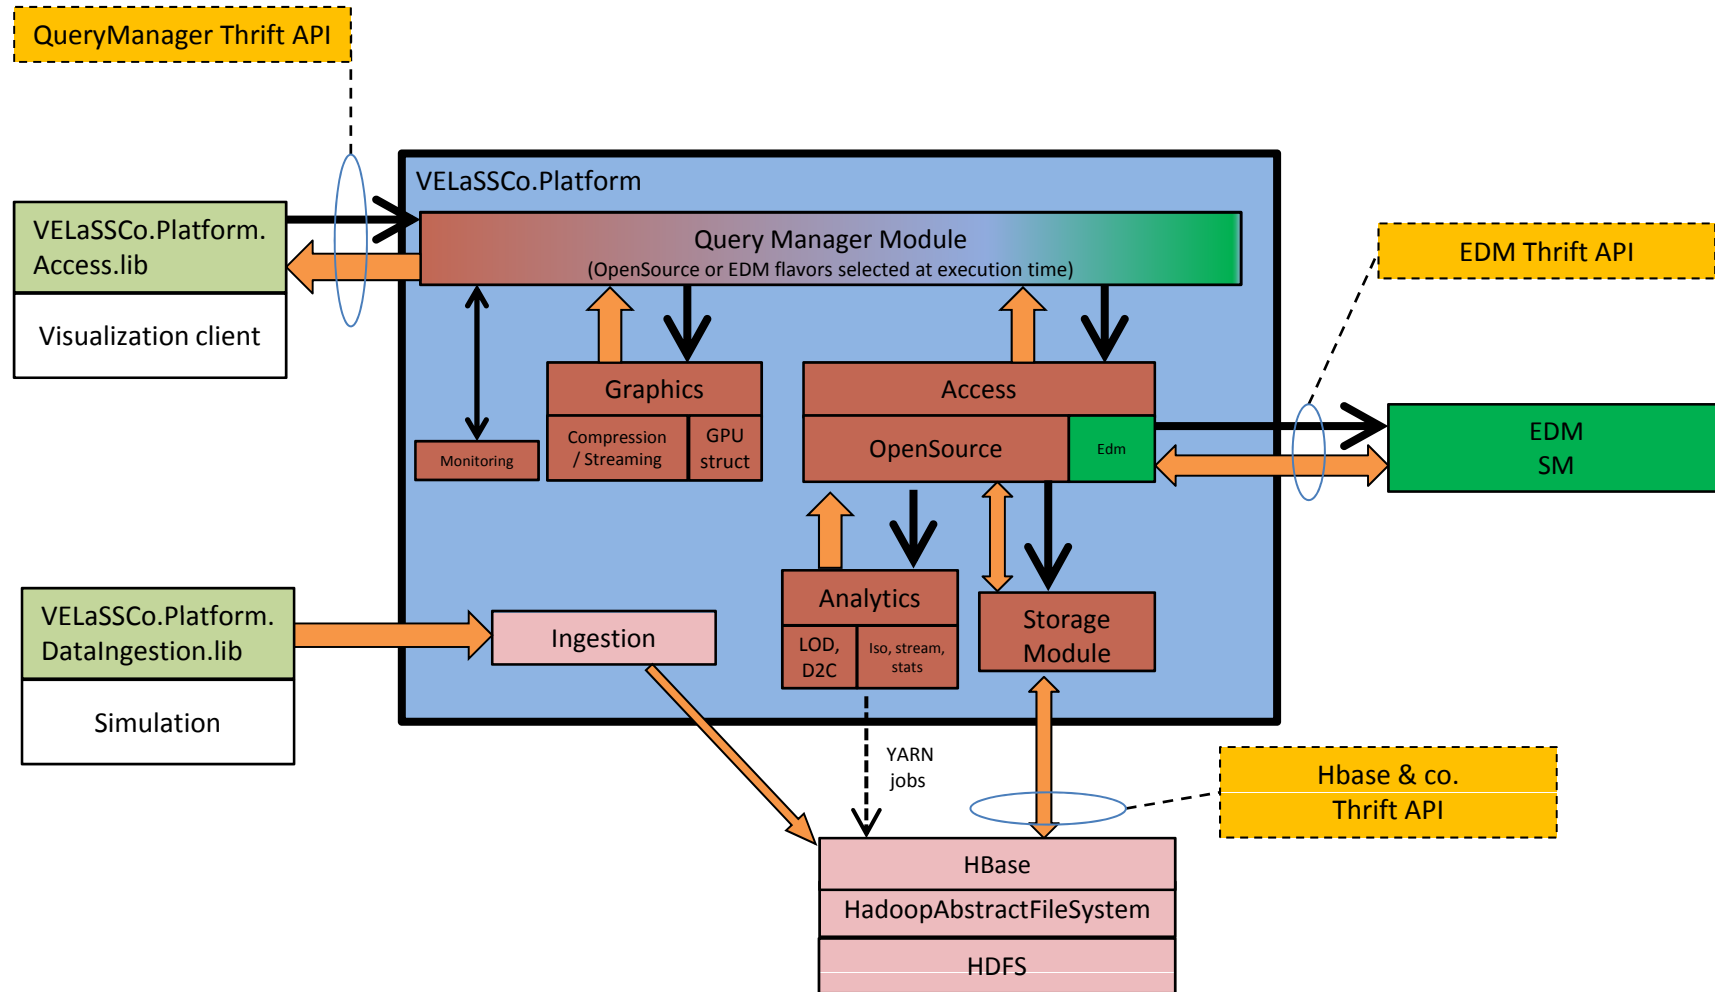 QueryManager Thrift API
VELaSSCo.Platform
VELaSSCo.Platform.
Access.lib
Visualization client
Query Manager Module
(OpenSource or EDM flavors selected at execution time)
EDM Thrift API
Graphics
Compression
/ Streaming
GPU
struct
Monitoring
Access
OpenSource
Edm
EDM
SM
VELaSSCo.Platform.
DataIngestion.lib
Simulation
Ingestion
Analytics
LOD,
D2C
Iso, stream,
stats
Storage
Module
YARN
jobs
Hbase & co.
Thrift API
HBase
HadoopAbstractFileSystem
HDFS